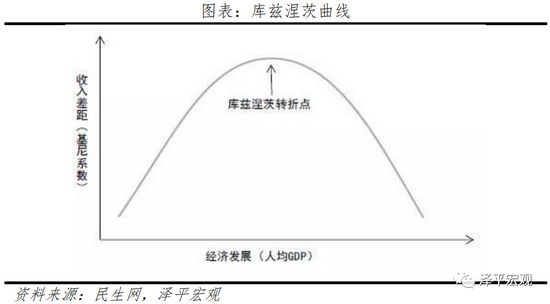 图表：库兹涅茨曲线
收入差距（基尼系数）
库兹涅茨转折点
经济发展（人均GDP）
泽平宏观
资料来源：民生网，泽平宏观